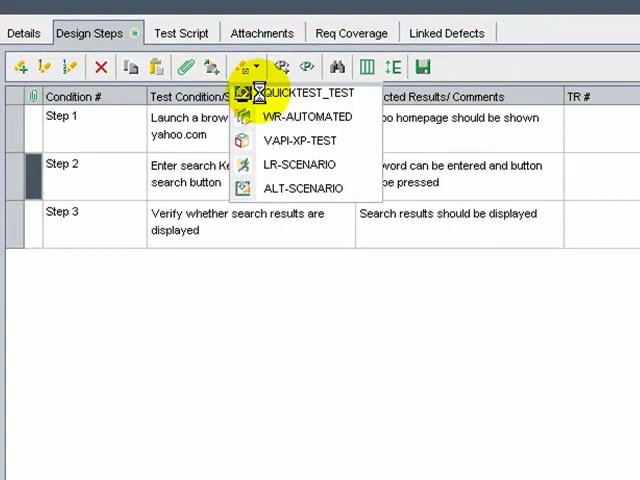 Details
Design Steps
Test Script
Attachments
Req Coverage
Linked Defects
Condition #
Test Condition/S
cted Results/ Comments
TR #
QUICKTEST_TEST
WR-AUTOMATED
VAPI-XP-TEST
LR-SCENARIO
ALT-SCENARIO
Step 1
Launch a brow
yahoo.com
oo homepage should be shown
Step 2
Enter search Ke
search button
word can be entered and button
be pressed
Step 3
Verify whether search results are
displayed
Search results should be displayed